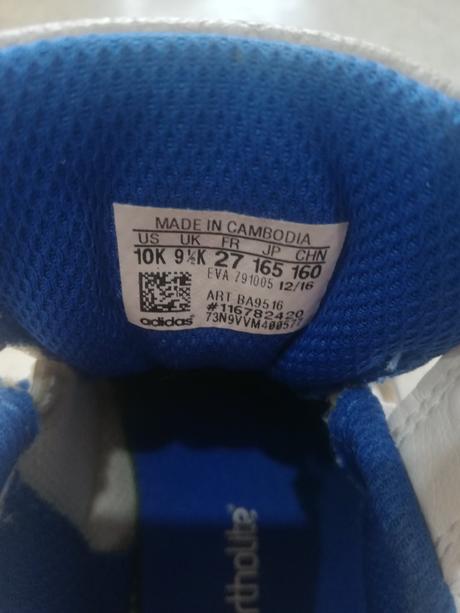 MADE IN CAMBODIA
US UK FR JP CHN
10K 9½K 27 165 160
EVA 791005 12/16
ART BA9516
#116782420
adidas®
ortholite®